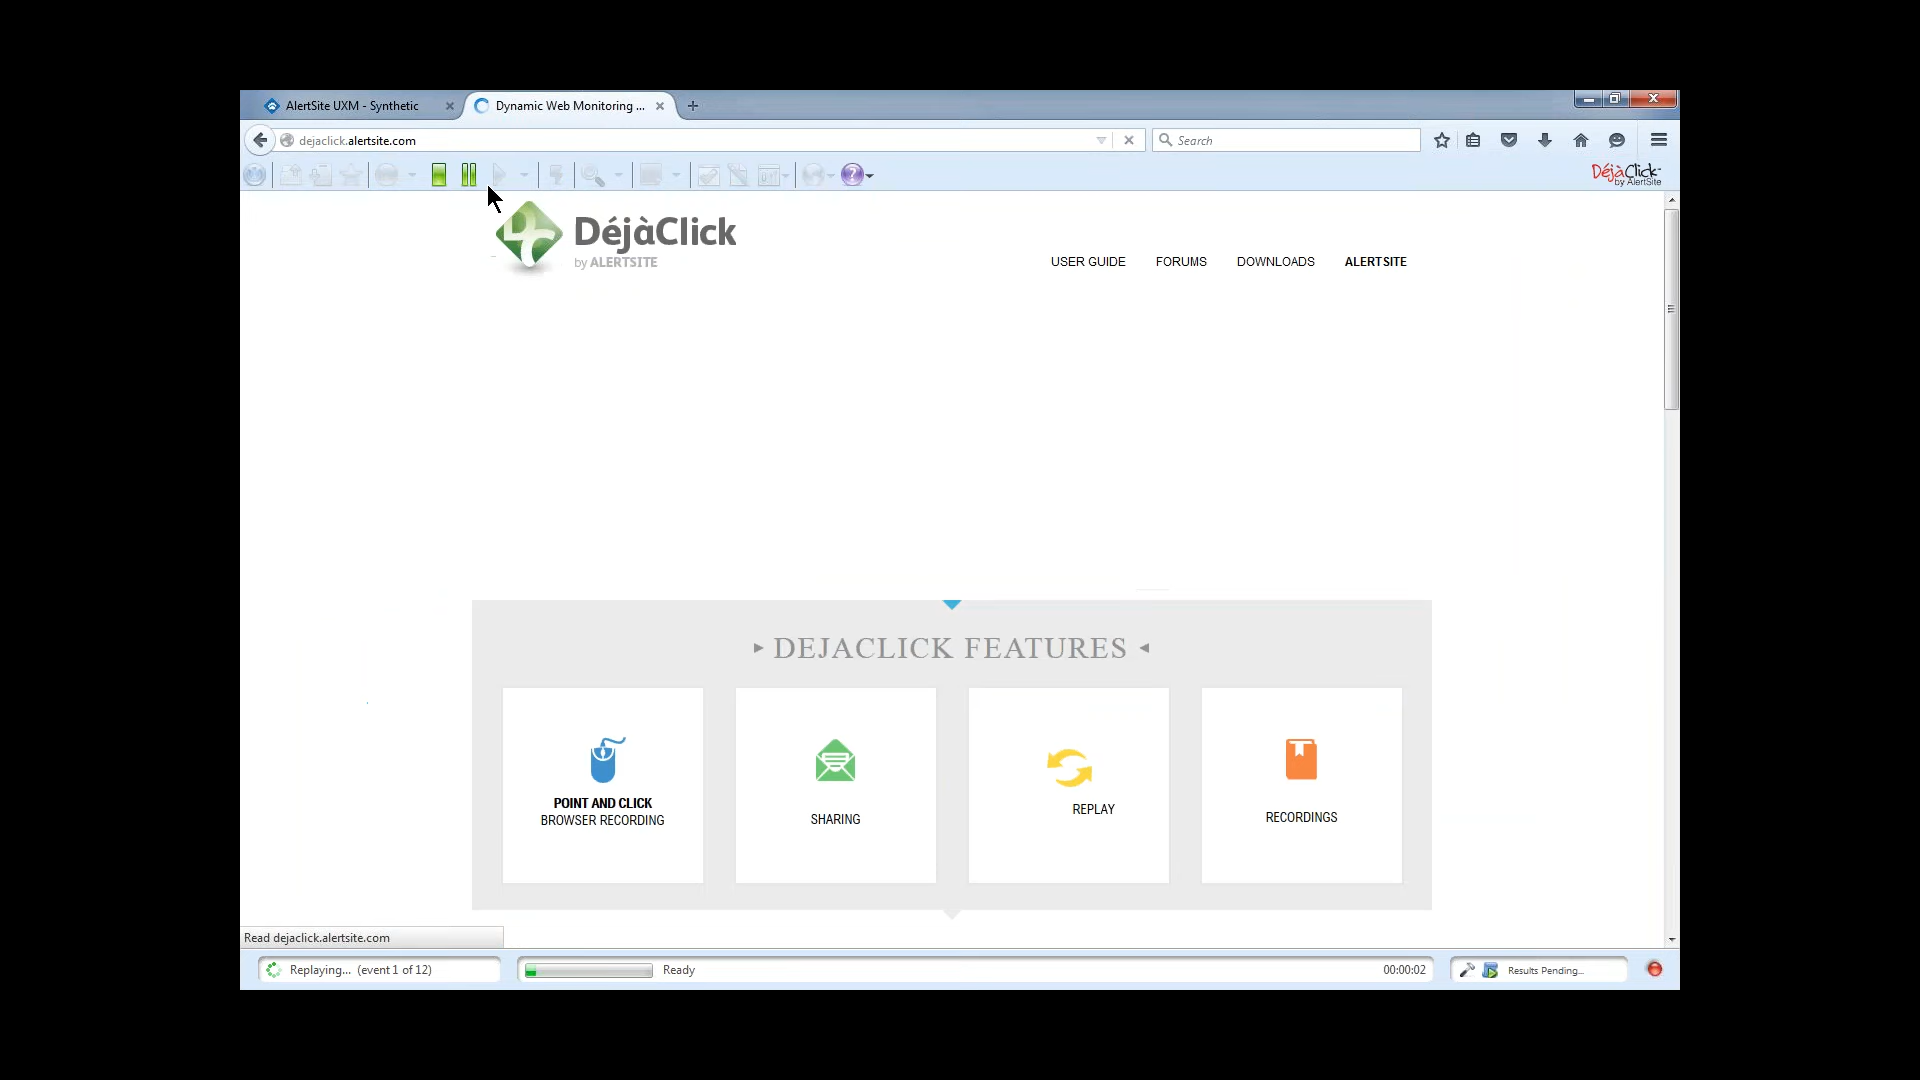 AlertSite UXM - Synthetic
Dynamic Web Monitoring ...
dejaclick.alertsite.com
Search
DéjàClick
by AlertSite
DéjàClick
by ALERTSITE
USER GUIDE
FORUMS
DOWNLOADS
ALERTSITE
DEJACLICK FEATURES
POINT AND CLICK
BROWSER RECORDING
SHARING
REPLAY
RECORDINGS
Read dejaclick.alertsite.com
Replaying... (event 1 of 12)
Ready
00:00:02
Results Pending...